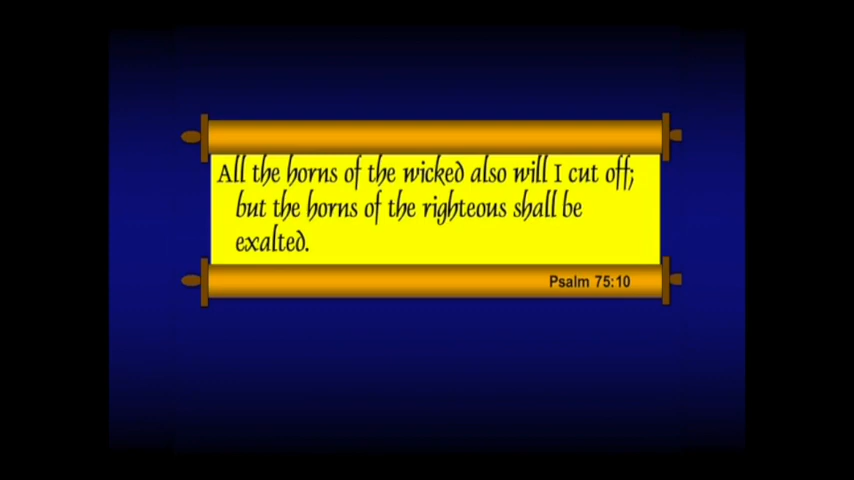 All the horns of the wicked also will I cut off;
but the horns of the righteous shall be
exalted.
Psalm 75:10